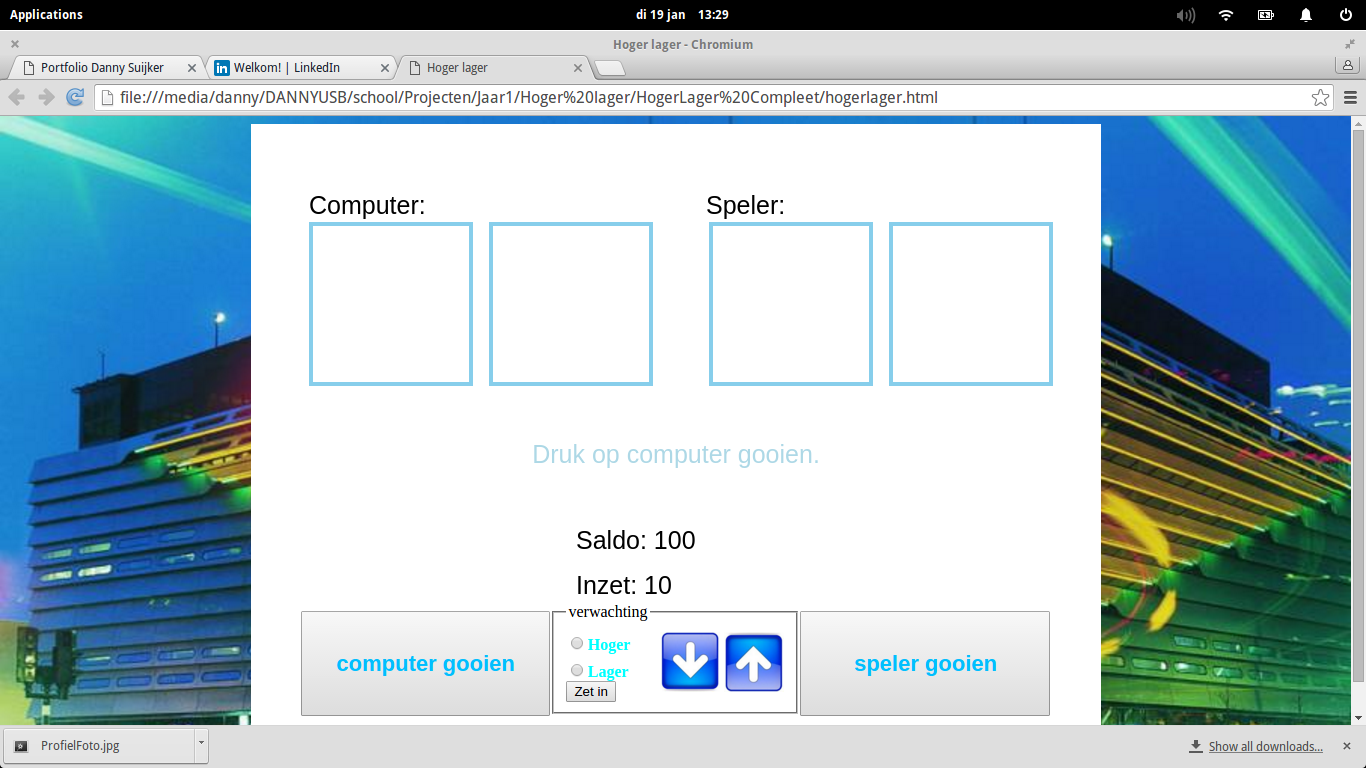 Applications
di 19 jan 13:29
Hoger lager - Chromium
Portfolio Danny Suijker
Welkom! | LinkedIn
Hoger lager
file:///media/danny/DANNYUSB/school/Projecten/Jaar1/Hoger%20lager/HogerLager%20Compleet/hogerlager.html
Computer:
Speler:
Druk op computer gooien.
Saldo: 100
Inzet: 10
verwachting
computer gooien
Hoger
Lager
Zet in
speler gooien
ProfielFoto.jpg
Show all downloads...